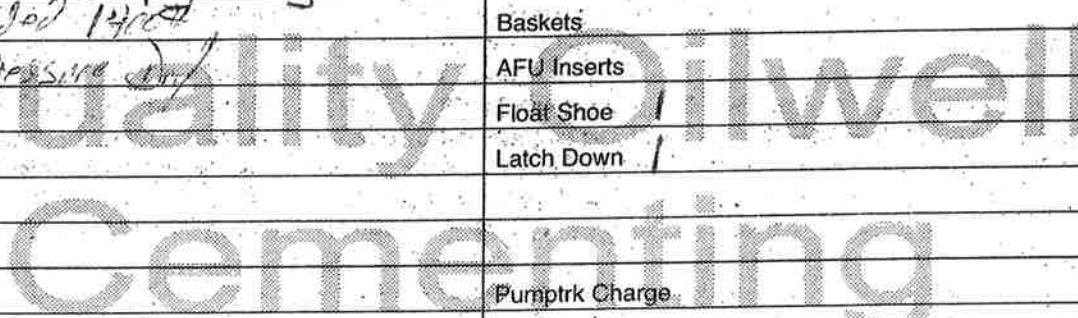 Baskets
AFU Inserts
Float Shoe 1
Latch Down 1
uality Oilwell
Cementing
Pumptrk Charge